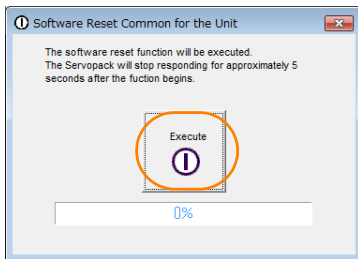 Software Reset Common for the Unit
The software reset function will be executed.
The Servopack will stop responding for approximately 5
seconds after the fuction begins.
Execute
0%